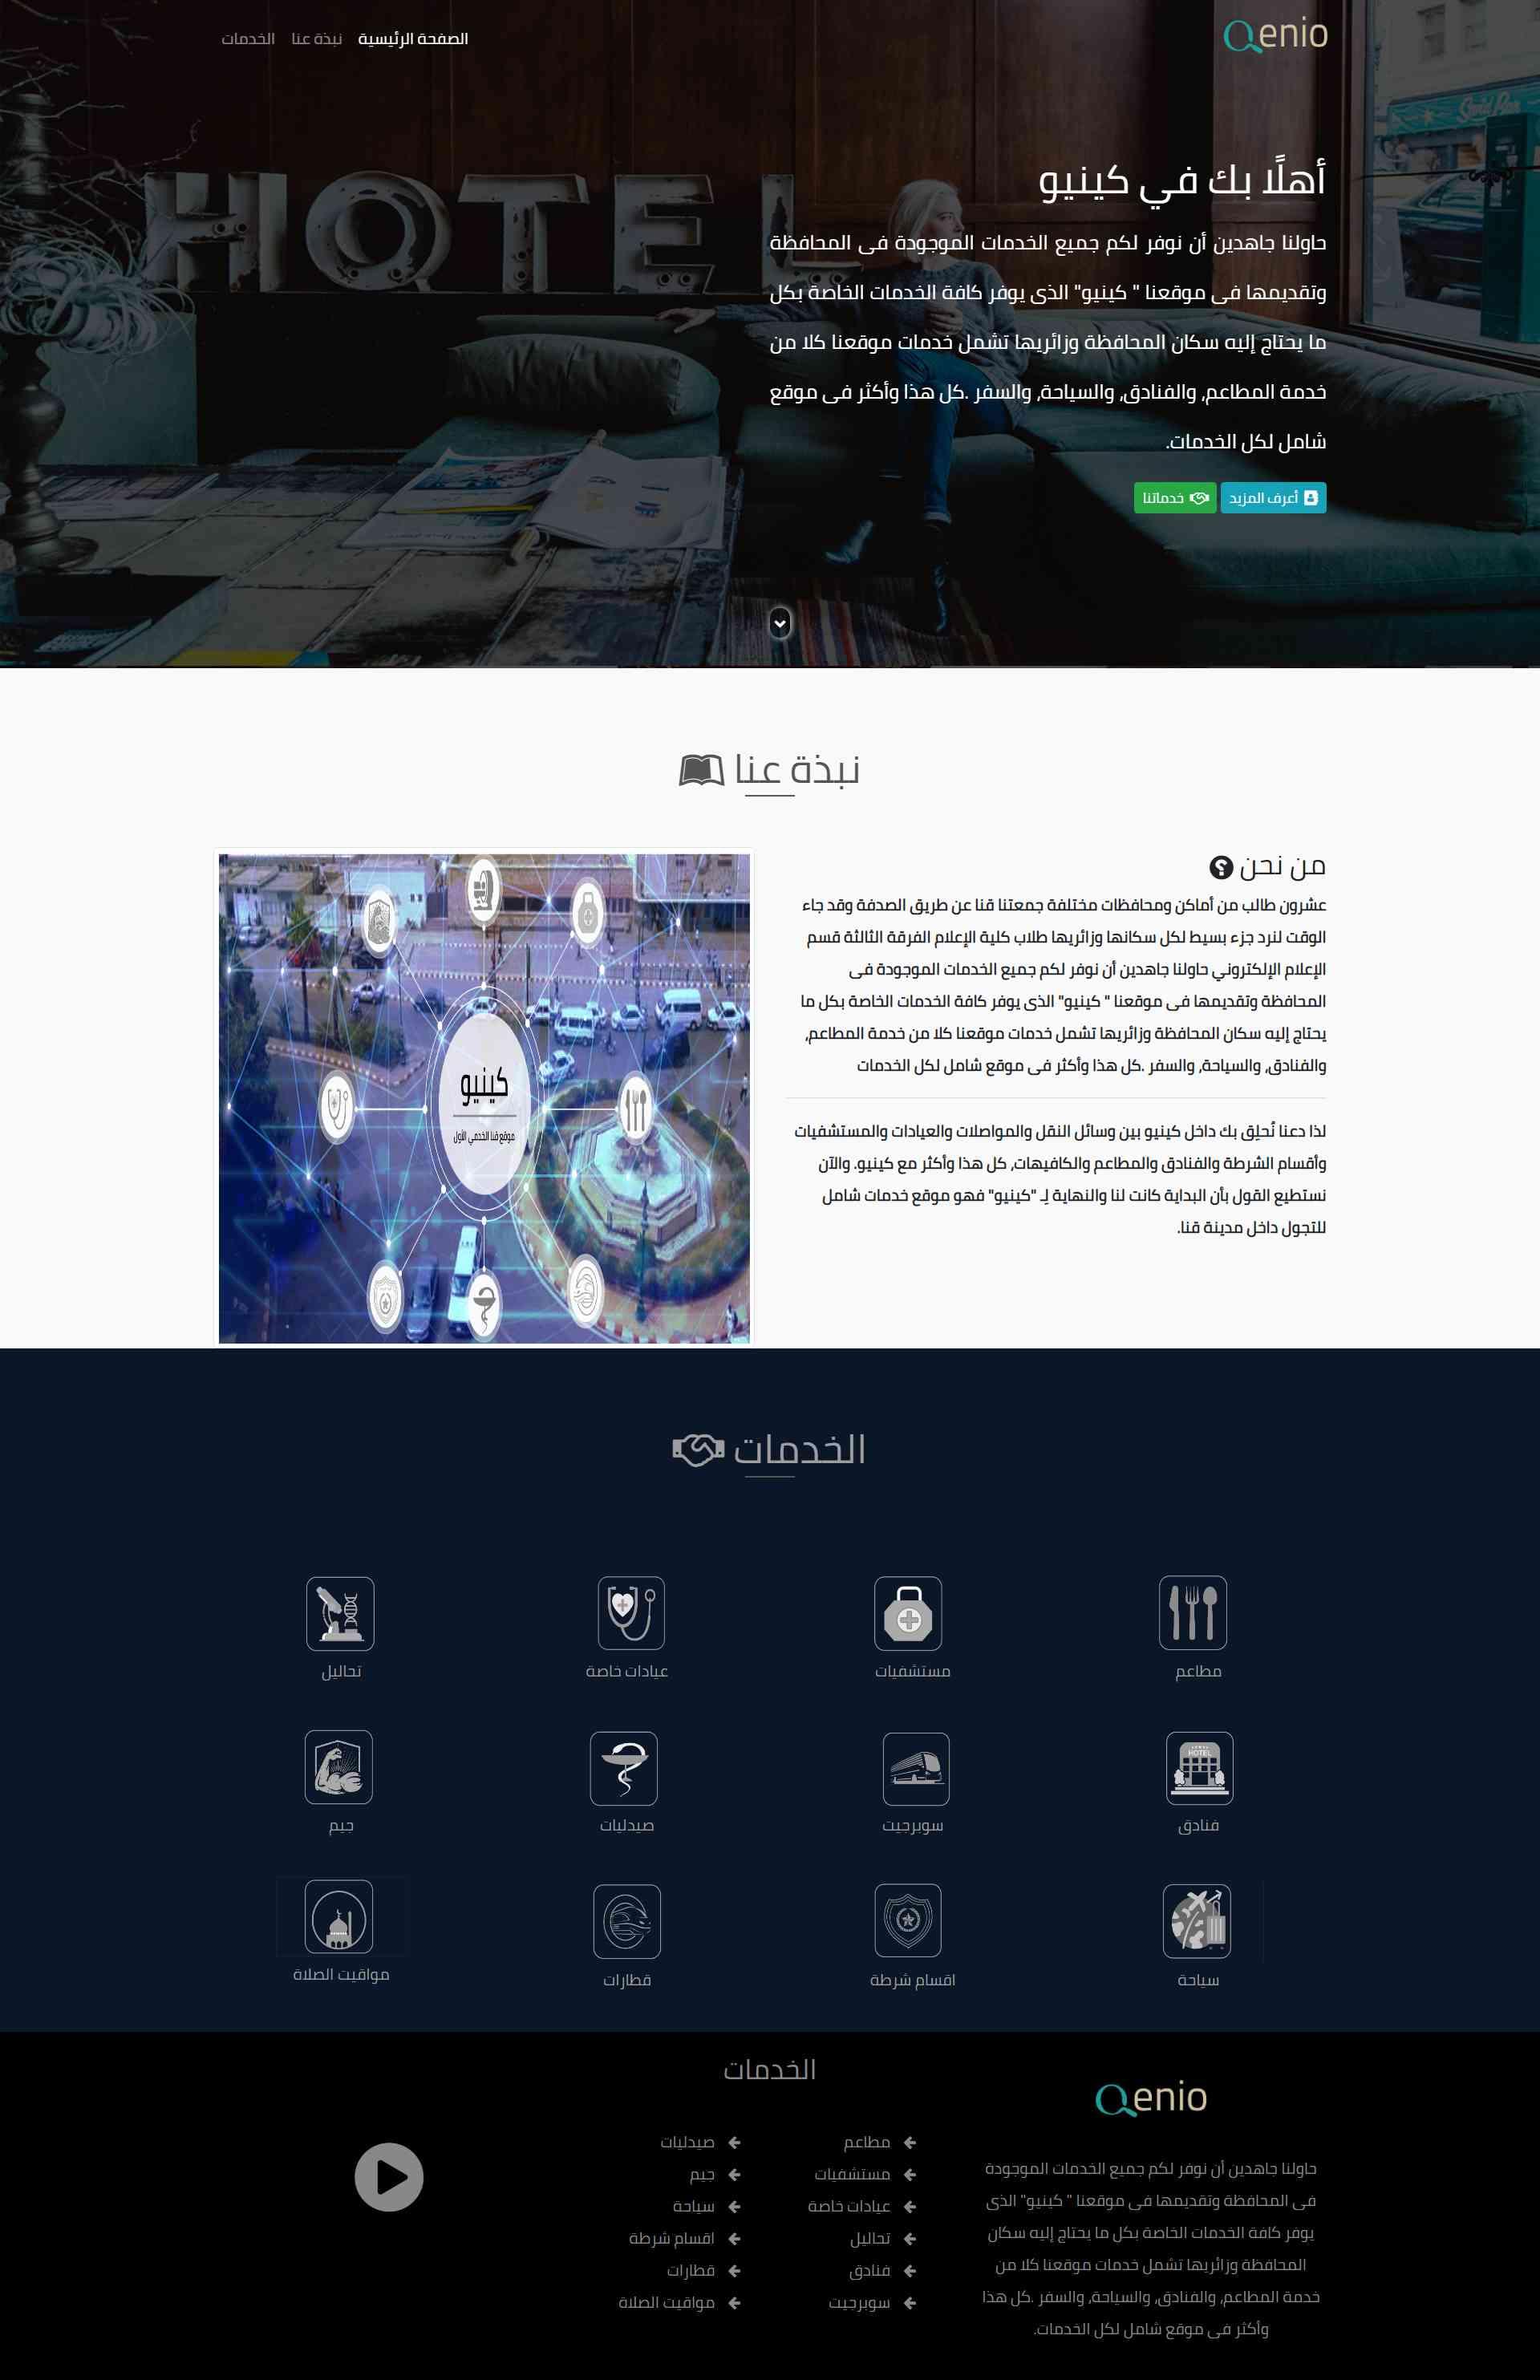 Qenio
الصفحة الرئيسية
نبذة عنا
الخدمات
HOTEL
أهلًا بك في كينيو
حاولنا جاهدين أن نوفر لكم جميع الخدمات الموجودة فى المحافظة
وتقديمها فى موقعنا " كينيو" الذى يوفر كافة الخدمات الخاصة بكل
ما يحتاج إليه سكان المحافظة وزائريها تشمل خدمات موقعنا كلا من
خدمة المطاعم, والفنادق, والسياحة, والسفر .كل هذا وأكثر فى موقع
شامل لكل الخدمات.
أعرف المزيد
خدماتنا
نبذة عنا
من نحن
عشرون طالب من أماكن ومحافظات مختلفة جمعتنا قنا عن طريق الصدفة وقد جاء
الوقت لنرد جزء بسيط لكل سكانها وزائريها طلاب كلية الإعلام الفرقة الثالثة قسم
الإعلام الإلكتروني حاولنا جاهدين أن نوفر لكم جميع الخدمات الموجودة فى
المحافظة وتقديمها فى موقعنا " كينيو" الذى يوفر كافة الخدمات الخاصة بكل ما
يحتاج إليه سكان المحافظة وزائريها تشمل خدمات موقعنا كلا من خدمة المطاعم,
والفنادق, والسياحة, والسفر .كل هذا وأكثر فى موقع شامل لكل الخدمات
لذا دعنا نُحلِق بك داخل كينيو بين وسائل النقل والمواصلات والعيادات والمستشفيات
وأقسام الشرطة والفنادق والمطاعم والكافيهات, كل هذا وأكثر مع كينيو. والآن
نستطيع القول بأن البداية كانت لنا والنهاية لِـ "كينيو" فهو موقع خدمات شامل
للتجول داخل مدينة قنا.
كينيو
موقع قنا الخدمي الأول
الخدمات
مطاعم
مستشفيات
عيادات خاصة
تحاليل
HOTEL
فنادق
سوبرجيت
صيدليات
جيم
سياحة
اقسام شرطة
قطارات
مواقيت الصلاة
Qenio
حاولنا جاهدين أن نوفر لكم جميع الخدمات الموجودة
فى المحافظة وتقديمها فى موقعنا " كينيو" الذى
يوفر كافة الخدمات الخاصة بكل ما يحتاج إليه سكان
المحافظة وزائريها تشمل خدمات موقعنا كلا من
خدمة المطاعم, والفنادق, والسياحة, والسفر .كل هذا
وأكثر فى موقع شامل لكل الخدمات.
الخدمات
مطاعم
مستشفيات
عيادات خاصة
تحاليل
فنادق
سوبرجيت
صيدليات
جيم
سياحة
اقسام شرطة
قطارات
مواقيت الصلاة